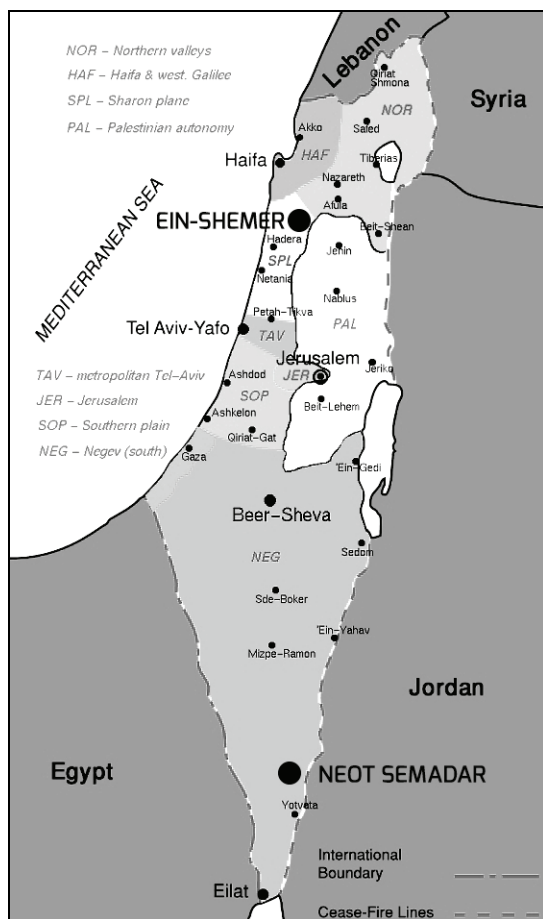 NOR – Northern valleys
HAF – Haifa & west. Galilee
SPL – Sharon plane
PAL – Palestinian autonomy
Lebanon
Syria
Qiriat
Shmona
NOR
Safed
Akko
HAF
Tiberias
Haifa
Nazareth
Afula
EIN-SHEMER
Beit-Shean
Hadera
Jenin
SPL
Netania
MEDITERRANEAN SEA
Nablus
Petah-Tikva
PAL
Tel Aviv-Yafo
TAV
Jerusalem
JER
Jeriko
TAV – metropolitan Tel-Aviv
JER – Jerusalem
SOP – Southern plain
NEG – Negev (south)
Ashdod
SOP
Beit-Lehem
Ashkelon
Qiriat-Gat
Gaza
'Ein-Gedi
Beer-Sheva
Sedom
NEG
Sde-Boker
'Ein-Yahav
Mizpe-Ramon
Jordan
Egypt
NEOT SEMADAR
Yotvata
International
Boundary
Eilat
Cease-Fire Lines